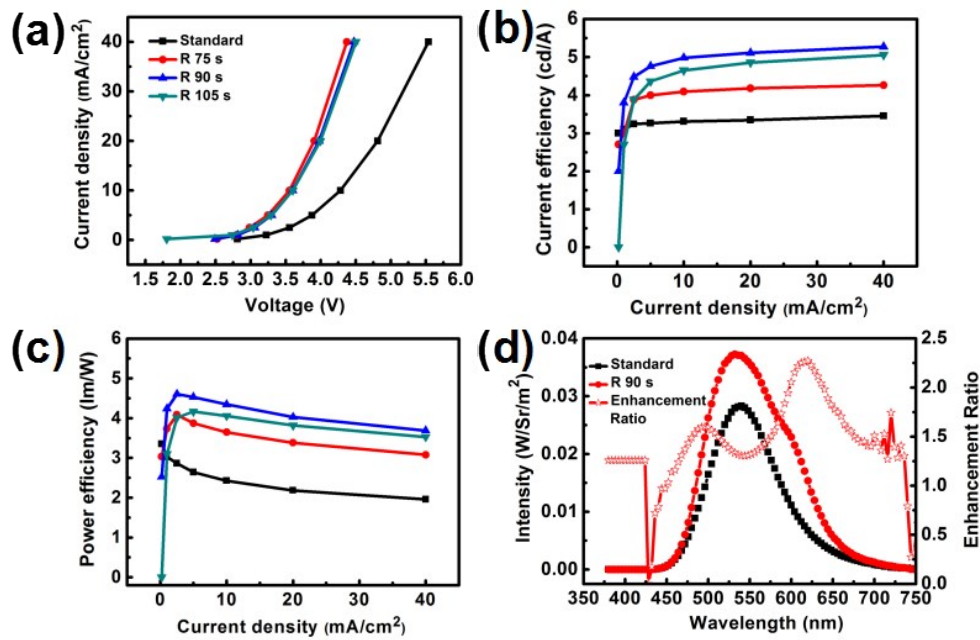 (a)
Current density (mA/cm²)
40
30
20
10
0
Standard
R 75 s
R 90 s
R 105 s
1.5 2.0 2.5 3.0 3.5 4.0 4.5 5.0 5.5 6.0
Voltage (V)
(b)
Current efficiency (cd/A)
6
5
4
3
2
1
0
0 10 20 30 40
Current density (mA/cm²)
(c)
Power efficiency (lm/W)
6
5
4
3
2
1
0
0 10 20 30 40
Current density (mA/cm²)
(d)
Intensity (W/Sr/m²)
0.04
0.03
0.02
0.01
0.00
Standard
R 90 s
Enhancement
Ratio
2.5
2.0
1.5
1.0
0.5
0.0
Enhancement Ratio
350 400 450 500 550 600 650 700 750
Wavelength (nm)